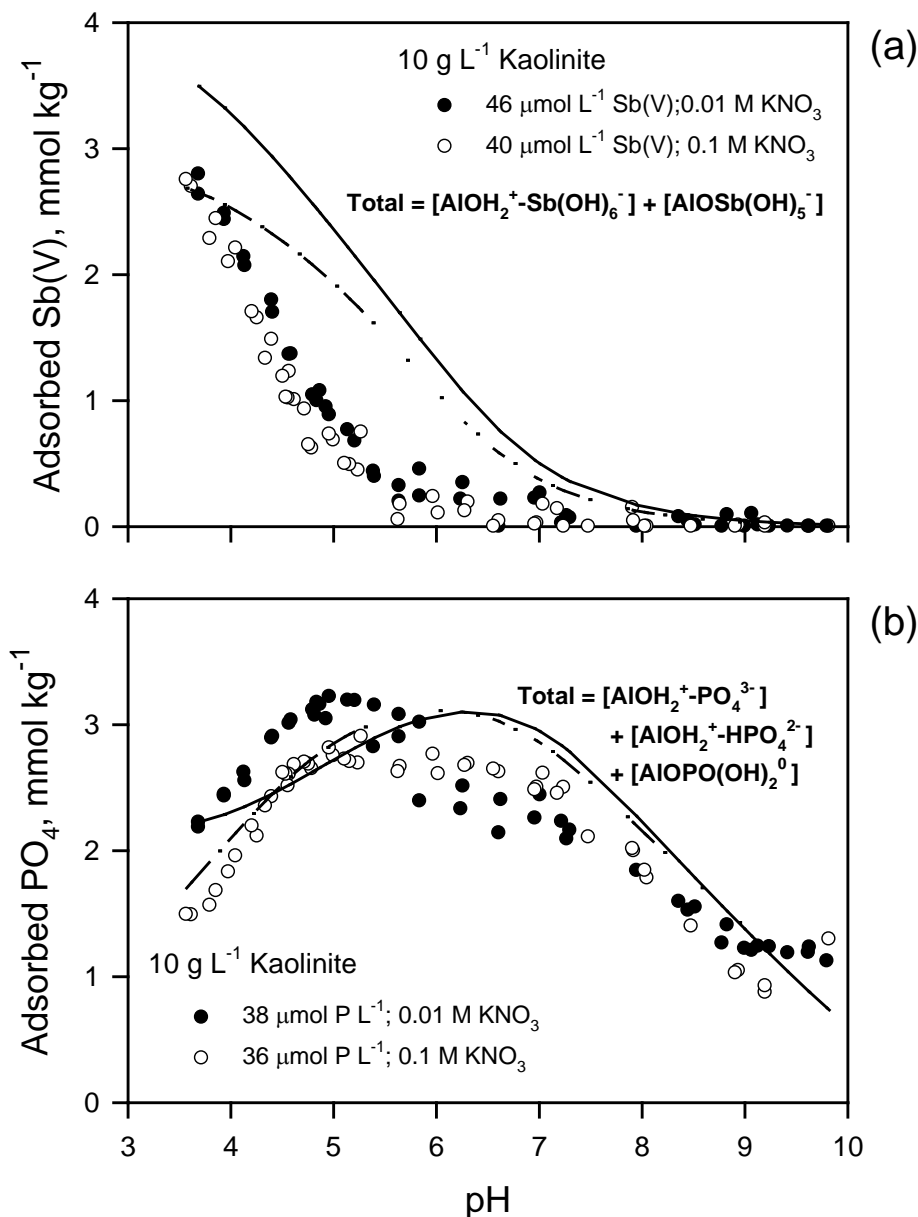 (a)
10 g L⁻¹ Kaolinite
46 μmol L⁻¹ Sb(V);0.01 M KNO₃
40 μmol L⁻¹ Sb(V); 0.1 M KNO₃
Total = [AlOH₂⁺-Sb(OH)₆⁻] + [AlOSb(OH)₅⁻]
Adsorbed Sb(V), mmol kg⁻¹
4
3
2
1
0
(b)
Total = [AlOH₂⁺-PO₄³⁻]
+ [AlOH₂⁺-HPO₄²⁻]
+ [AlOPO(OH)₂⁰]
Adsorbed PO₄, mmol kg⁻¹
4
3
2
1
0
10 g L⁻¹ Kaolinite
38 μmol P L⁻¹; 0.01 M KNO₃
36 μmol P L⁻¹; 0.1 M KNO₃
3 4 5 6 7 8 9 10
pH